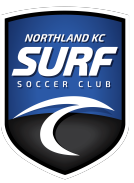 NORTHLAND KC
SURF
SOCCER CLUB